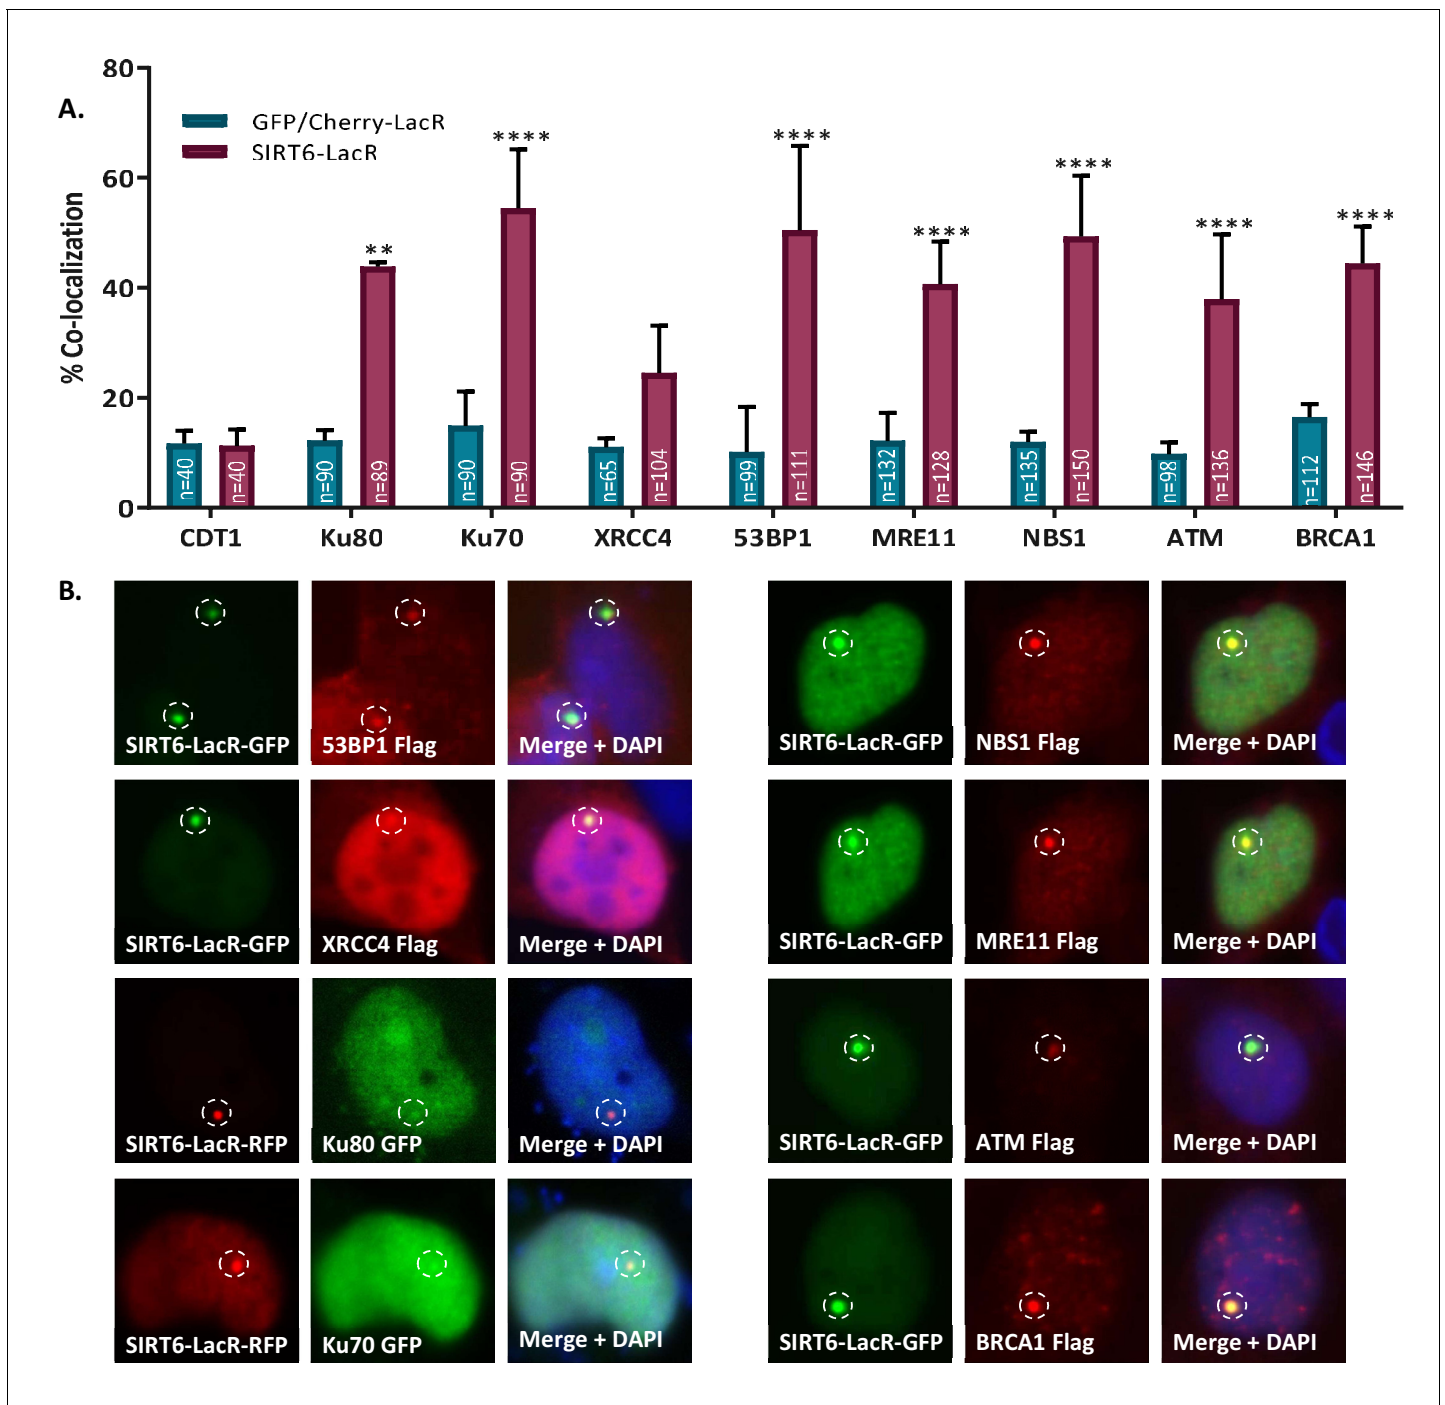 A.
80
60
40
20
0
% Co-localization
GFP/Cherry-LacR
SIRT6-LacR
** **** **** **** **** **** ****
n=40 n=40 n=90 n=89 n=90 n=90 n=65 n=104 n=99 n=111 n=132 n=128 n=135 n=150 n=98 n=136 n=112 n=146
CDT1 Ku80 Ku70 XRCC4 53BP1 MRE11 NBS1 ATM BRCA1
B.
SIRT6-LacR-GFP 53BP1 Flag Merge + DAPI SIRT6-LacR-GFP NBS1 Flag Merge + DAPI
SIRT6-LacR-GFP XRCC4 Flag Merge + DAPI SIRT6-LacR-GFP MRE11 Flag Merge + DAPI
SIRT6-LacR-RFP Ku80 GFP Merge + DAPI SIRT6-LacR-GFP ATM Flag Merge + DAPI
SIRT6-LacR-RFP Ku70 GFP Merge + DAPI SIRT6-LacR-GFP BRCA1 Flag Merge + DAPI